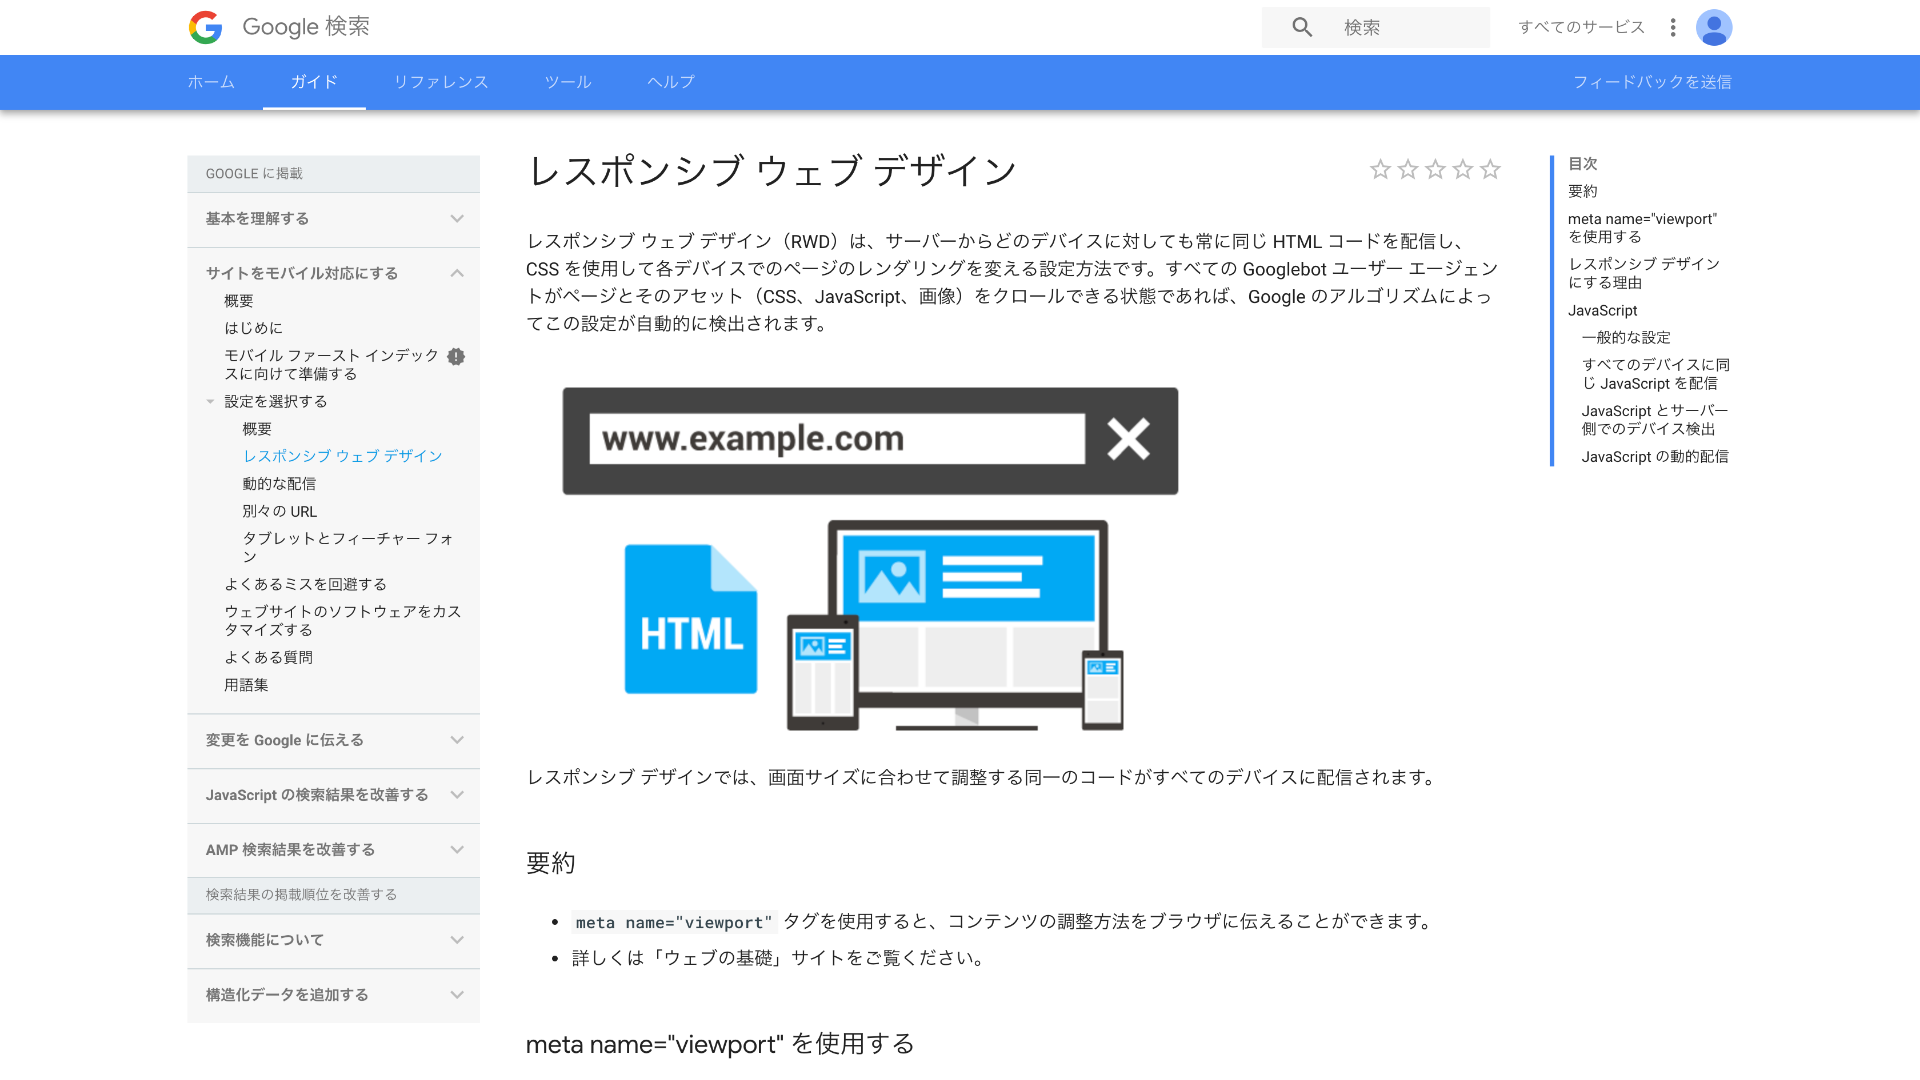 Google 検索
検索
すべてのサービス
ホーム
ガイド
リファレンス
ツール
ヘルプ
フィードバックを送信
GOOGLE に掲載
基本を理解する
サイトをモバイル対応にする
概要
はじめに
モバイル ファースト インデック
スに向けて準備する
設定を選択する
概要
レスポンシブ ウェブ デザイン
動的な配信
別々の URL
タブレットとフィーチャー フォ
ン
よくあるミスを回避する
ウェブサイトのソフトウェアをカス
タマイズする
よくある質問
用語集
変更を Google に伝える
JavaScript の検索結果を改善する
AMP 検索結果を改善する
検索結果の掲載順位を改善する
検索機能について
構造化データを追加する
レスポンシブ ウェブ デザイン
レスポンシブ ウェブ デザイン（RWD）は、サーバーからどのデバイスに対しても常に同じ HTML コードを配信し、
CSS を使用して各デバイスでのページのレンダリングを変える設定方法です。すべての Googlebot ユーザー エージェン
トがページとそのアセット（CSS、JavaScript、画像）をクロールできる状態であれば、Google のアルゴリズムによっ
てこの設定が自動的に検出されます。
www.example.com
HTML
レスポンシブ デザインでは、画面サイズに合わせて調整する同一のコードがすべてのデバイスに配信されます。
要約
• meta name="viewport" タグを使用すると、コンテンツの調整方法をブラウザに伝えることができます。
• 詳しくは「ウェブの基礎」サイトをご覧ください。
meta name="viewport" を使用する
目次
要約
meta name="viewport"
を使用する
レスポンシブ デザイン
にする理由
JavaScript
一般的な設定
すべてのデバイスに同
じ JavaScript を配信
JavaScript とサーバー
側でのデバイス検出
JavaScript の動的配信